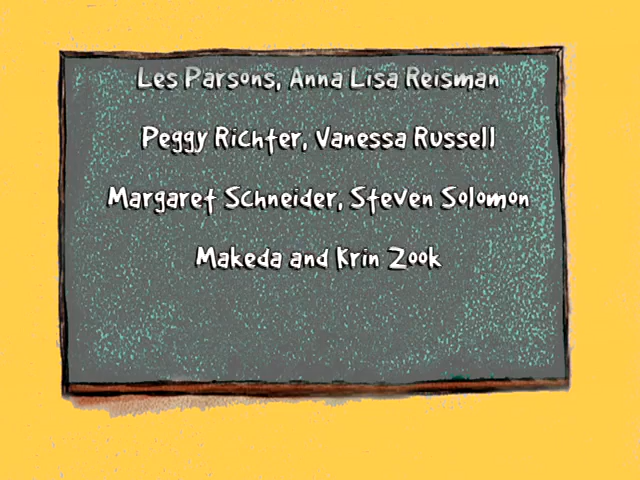 Les Parsons, Anna Lisa Reisman
Peggy Richter, Vanessa Russell
Margaret Schneider, Steven Solomon
Makeda and Krin Zook